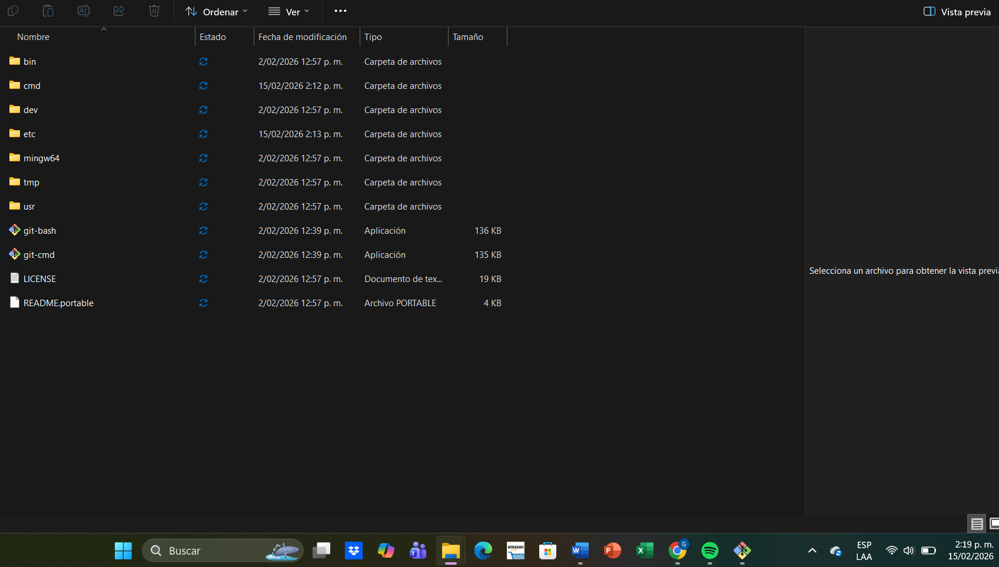 Ordenar Ver ••• Vista previa
Nombre Estado Fecha de modificación Tipo Tamaño
bin 2/02/2026 12:57 p. m. Carpeta de archivos
cmd 15/02/2026 2:12 p. m. Carpeta de archivos
dev 2/02/2026 12:57 p. m. Carpeta de archivos
etc 15/02/2026 2:13 p. m. Carpeta de archivos
mingw64 2/02/2026 12:57 p. m. Carpeta de archivos
tmp 2/02/2026 12:57 p. m. Carpeta de archivos
usr 2/02/2026 12:57 p. m. Carpeta de archivos
git-bash 2/02/2026 12:39 p. m. Aplicación 136 KB
git-cmd 2/02/2026 12:39 p. m. Aplicación 135 KB
LICENSE 2/02/2026 12:57 p. m. Documento de tex... 19 KB
README.portable 2/02/2026 12:57 p. m. Archivo PORTABLE 4 KB
Selecciona un archivo para obtener la vista previa
Buscar
amazon
ESP
LAA
2:19 p. m.
15/02/2026